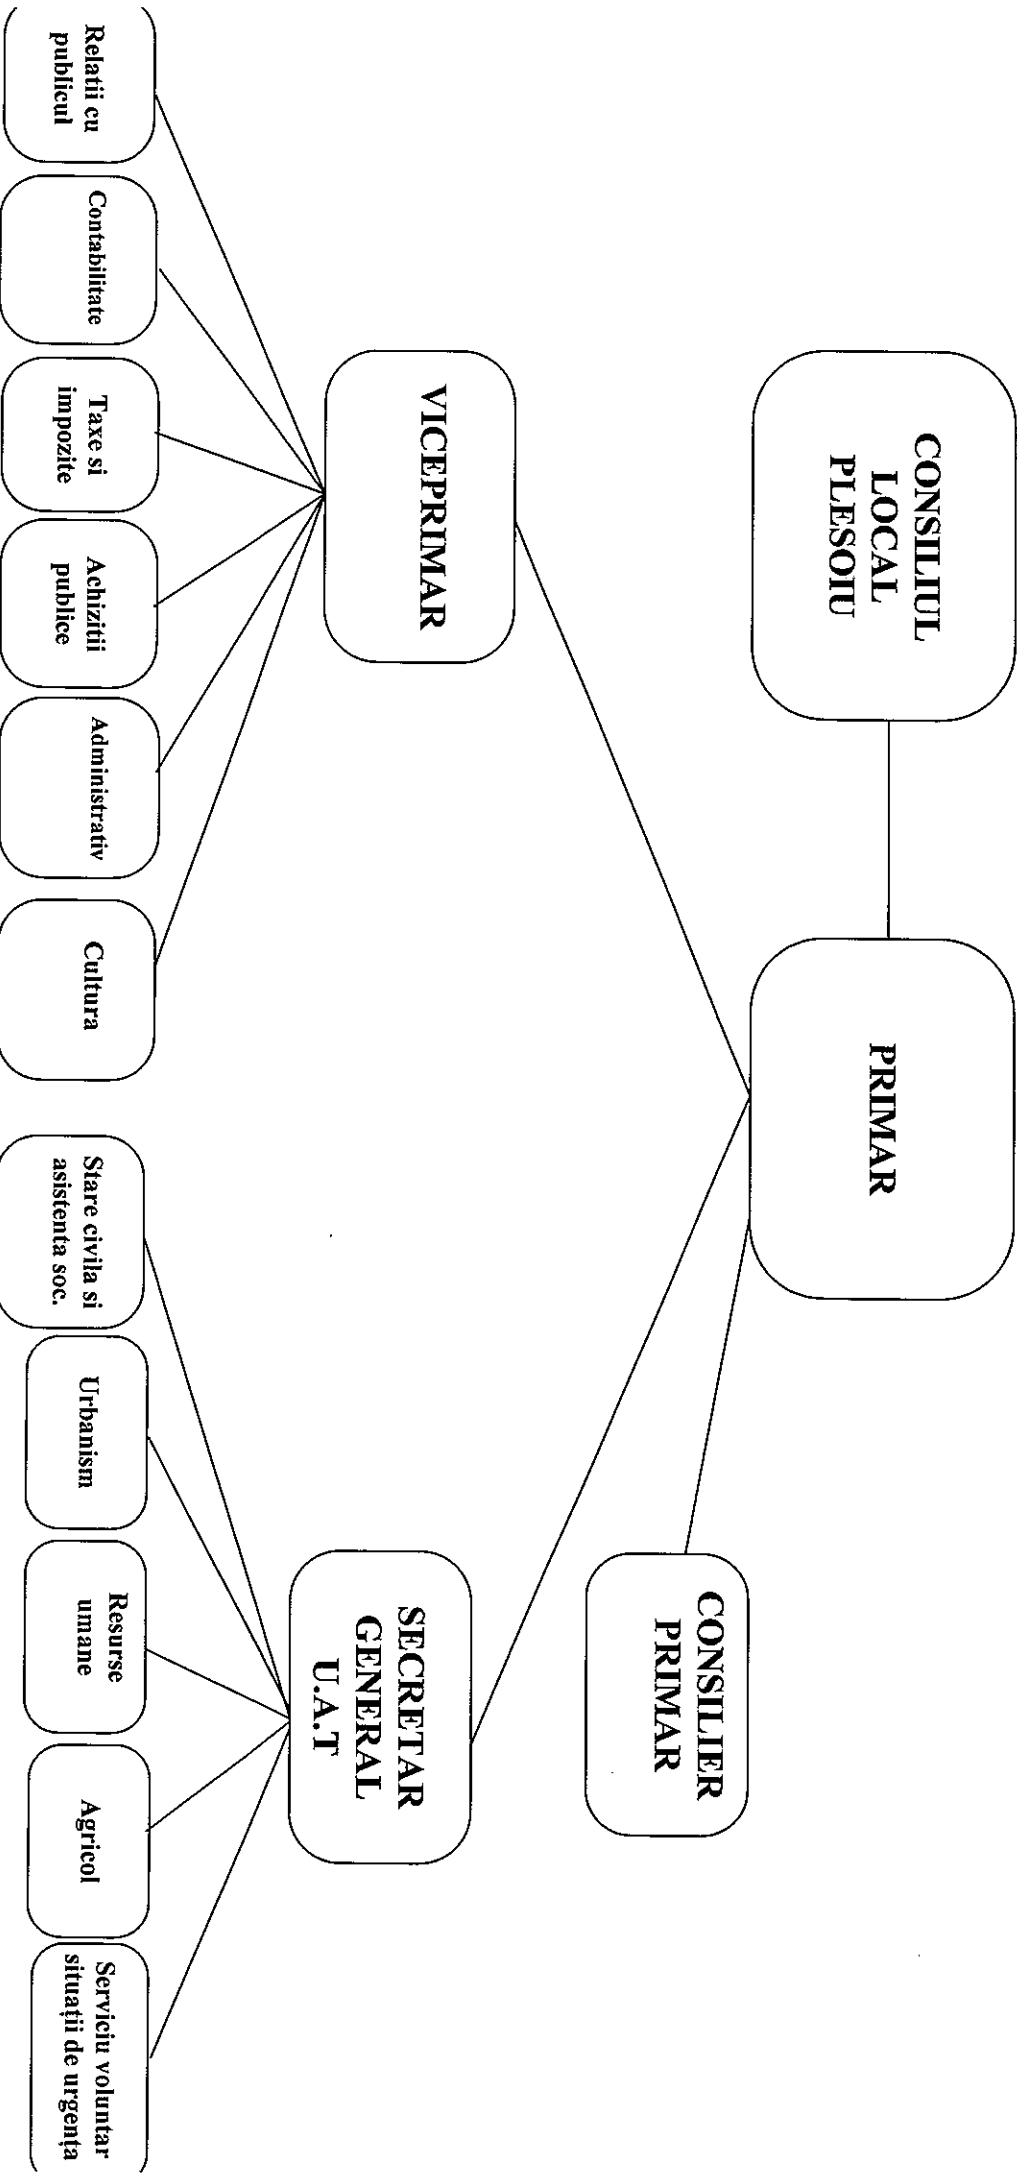 CONSILIUL
LOCAL
PLESOIU
PRIMAR
CONSILIER
PRIMAR
VICEPRIMAR
SECRETAR
GENERAL
U.A.T
Relatii cu
publicul
Contabilitate
Taxe si
impozite
Achizitii
publice
Administrativ
Cultura
Stare civila si
asistenta soc.
Urbanism
Resurse
umane
Agricol
Serviciu voluntar
situații de urgența